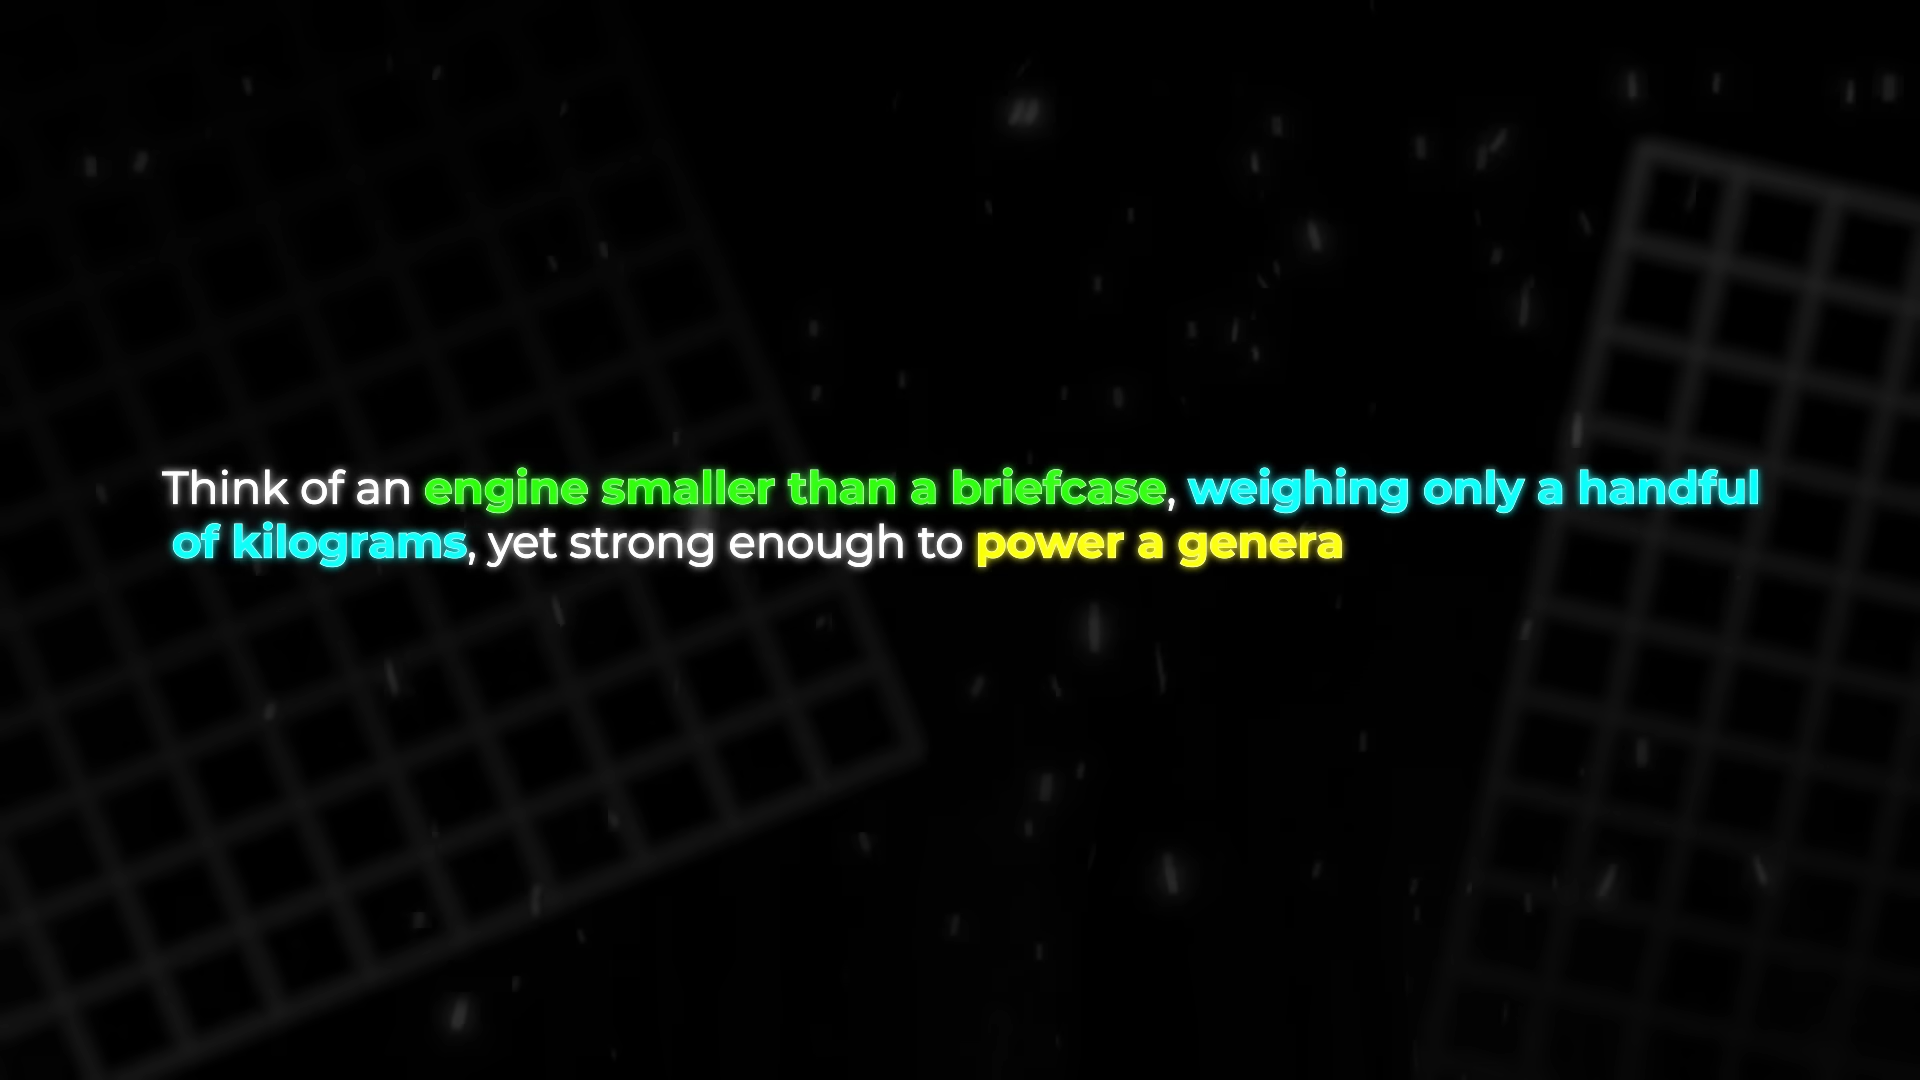 Think of an engine smaller than a briefcase, weighing only a handful
of kilograms, yet strong enough to power a genera